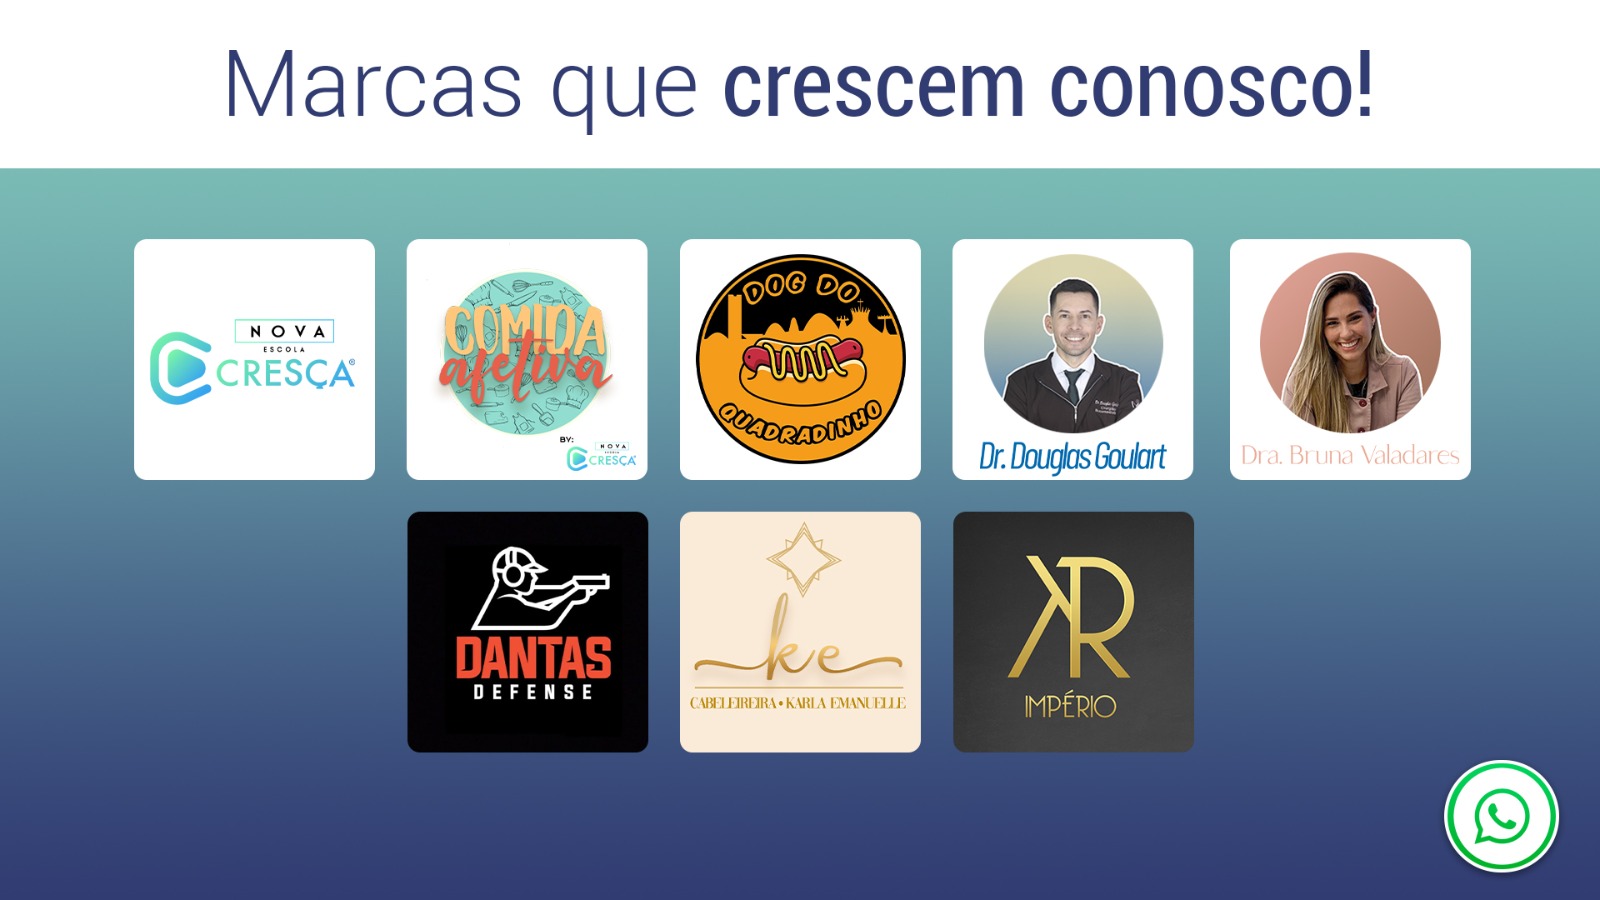 Marcas que crescem conosco!
NOVA
ESCOLA
CRESÇA®
COMIDA
afetiva
BY:
NOVA
ESCOLA
CRESÇA®
DOG DO
QUADRADINHO
Dr. Douglas Goulart
Dra. Bruna Valadares
DANTAS
DEFENSE
ke
CABELEIREIRA • KARLA EMANUELLE
KR
IMPÉRIO